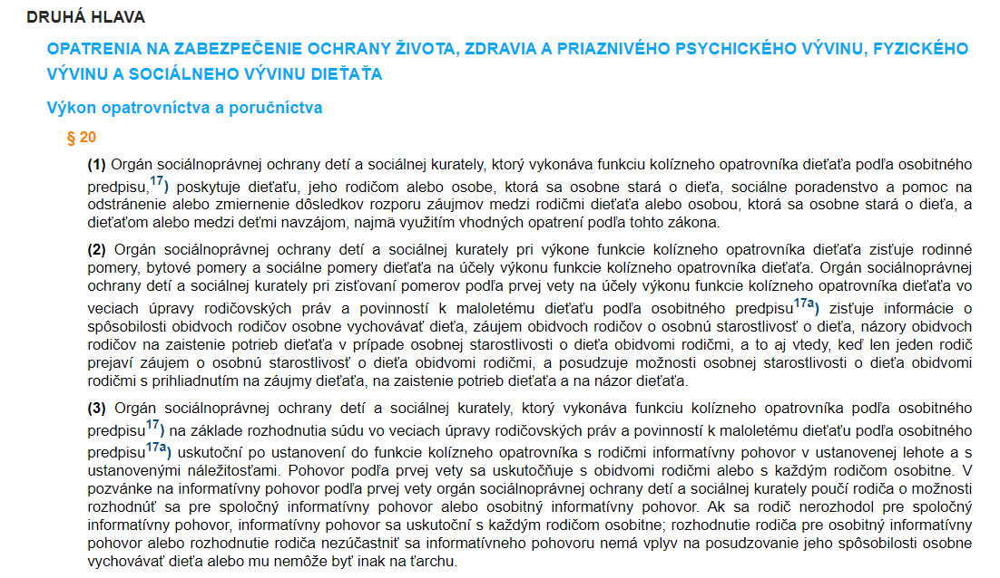 DRUHÁ HLAVA
OPATRENIA NA ZABEZPEČENIE OCHRANY ŽIVOTA, ZDRAVIA A PRIAZNIVÉHO PSYCHICKÉHO VÝVINU, FYZICKÉHO
VÝVINU A SOCIÁLNEHO VÝVINU DIEŤAŤA
Výkon opatrovníctva a poručníctva
§ 20
(1) Orgán sociálnoprávnej ochrany detí a sociálnej kurately, ktorý vykonáva funkciu kolízneho opatrovníka dieťaťa podľa osobitného
predpisu,17) poskytuje dieťaťu, jeho rodičom alebo osobe, ktorá sa osobne stará o dieťa, sociálne poradenstvo a pomoc na
odstránenie alebo zmiernenie dôsledkov rozporu záujmov medzi rodičmi dieťaťa alebo osobou, ktorá sa osobne stará o dieťa, a
dieťaťom alebo medzi deťmi navzájom, najmä využitím vhodných opatrení podľa tohto zákona.
(2) Orgán sociálnoprávnej ochrany detí a sociálnej kurately pri výkone funkcie kolízneho opatrovníka dieťaťa zisťuje rodinné
pomery, bytové pomery a sociálne pomery dieťaťa na účely výkonu funkcie kolízneho opatrovníka dieťaťa. Orgán sociálnoprávnej
ochrany detí a sociálnej kurately pri zisťovaní pomerov podľa prvej vety na účely výkonu funkcie kolízneho opatrovníka dieťaťa vo
veciach úpravy rodičovských práv a povinností k maloletému dieťaťu podľa osobitného predpisu17a) zisťuje informácie o
spôsobilosti obidvoch rodičov osobne vychovávať dieťa, záujem obidvoch rodičov o osobnú starostlivosť o dieťa, názory obidvoch
rodičov na zaistenie potrieb dieťaťa v prípade osobnej starostlivosti o dieťa obidvomi rodičmi, a to aj vtedy, keď len jeden rodič
prejaví záujem o osobnú starostlivosť o dieťa obidvomi rodičmi, a posudzuje možnosti osobnej starostlivosti o dieťa obidvomi
rodičmi s prihliadnutím na záujmy dieťaťa, na zaistenie potrieb dieťaťa a na názor dieťaťa.
(3) Orgán sociálnoprávnej ochrany detí a sociálnej kurately, ktorý vykonáva funkciu kolízneho opatrovníka podľa osobitného
predpisu17) na základe rozhodnutia súdu vo veciach úpravy rodičovských práv a povinností k maloletému dieťaťu podľa osobitného
predpisu17a) uskutoční po ustanovení do funkcie kolízneho opatrovníka s rodičmi informatívny pohovor v ustanovenej lehote a s
ustanovenými náležitosťami. Pohovor podľa prvej vety sa uskutočňuje s obidvomi rodičmi alebo s každým rodičom osobitne. V
pozvánke na informatívny pohovor podľa prvej vety orgán sociálnoprávnej ochrany detí a sociálnej kurately poučí rodiča o možnosti
rozhodnúť sa pre spoločný informatívny pohovor alebo osobitný informatívny pohovor. Ak sa rodič nerozhodol pre spoločný
informatívny pohovor, informatívny pohovor sa uskutoční s každým rodičom osobitne; rozhodnutie rodiča pre osobitný informatívny
pohovor alebo rozhodnutie rodiča nezúčastniť sa informatívneho pohovoru nemá vplyv na posudzovanie jeho spôsobilosti osobne
vychovávať dieťa alebo mu nemôže byť inak na ťarchu.